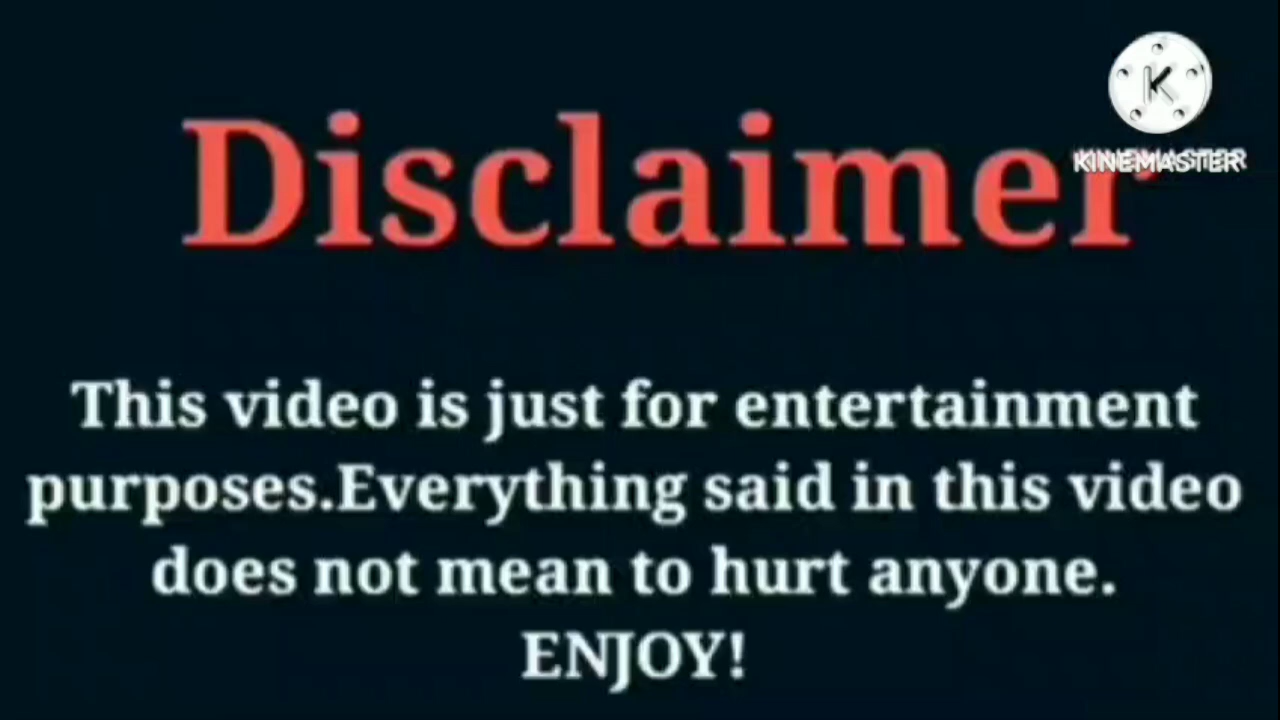 K
KINEMASTER
Disclaimer
This video is just for entertainment
purposes.Everything said in this video
does not mean to hurt anyone.
ENJOY!